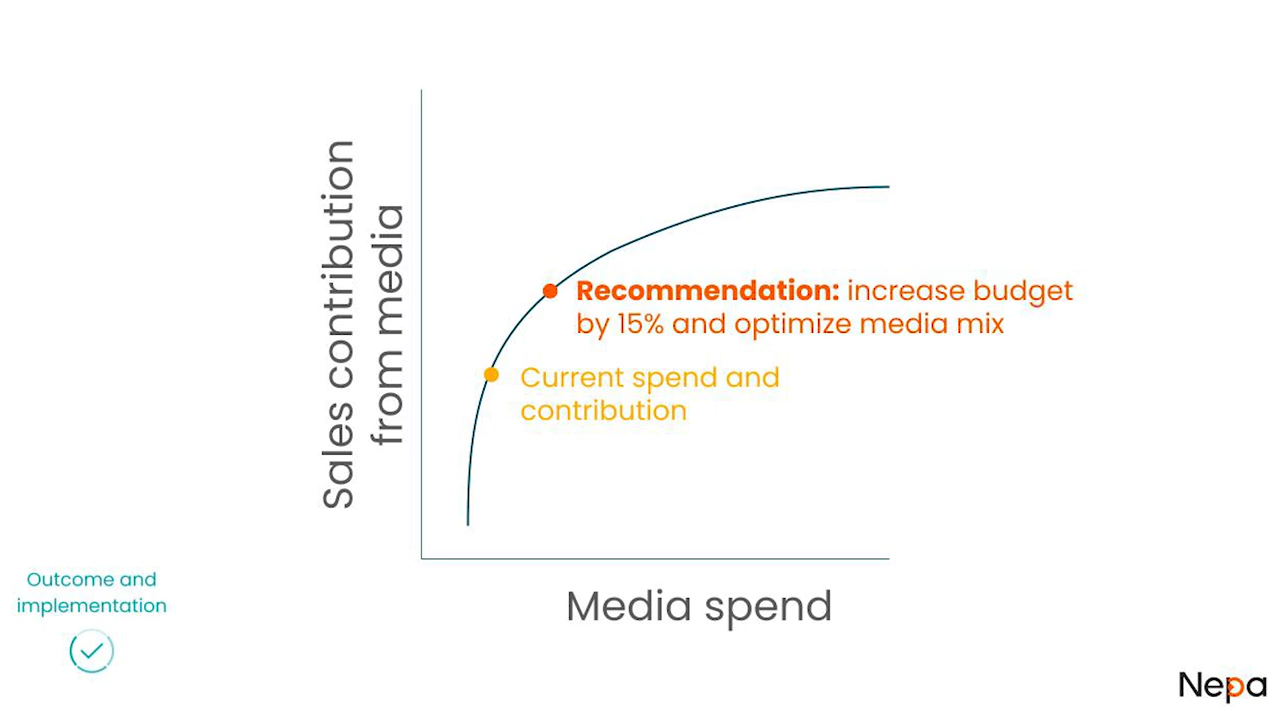 Sales contribution
from media
Recommendation: increase budget
by 15% and optimize media mix
Current spend and
contribution
Media spend
Outcome and
implementation
Nepa